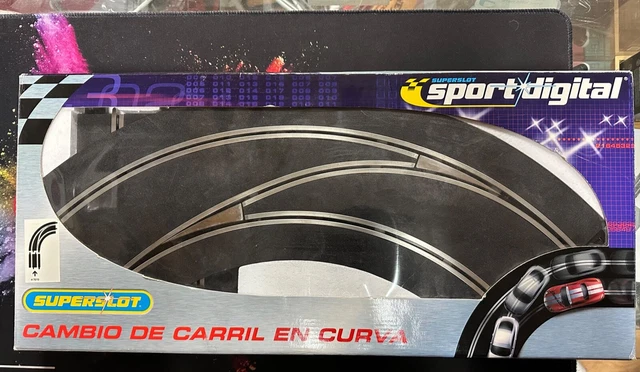 SUPERSLOT
sport digital
SUPERSLOT
CAMBIO DE CARRIL EN CURVA